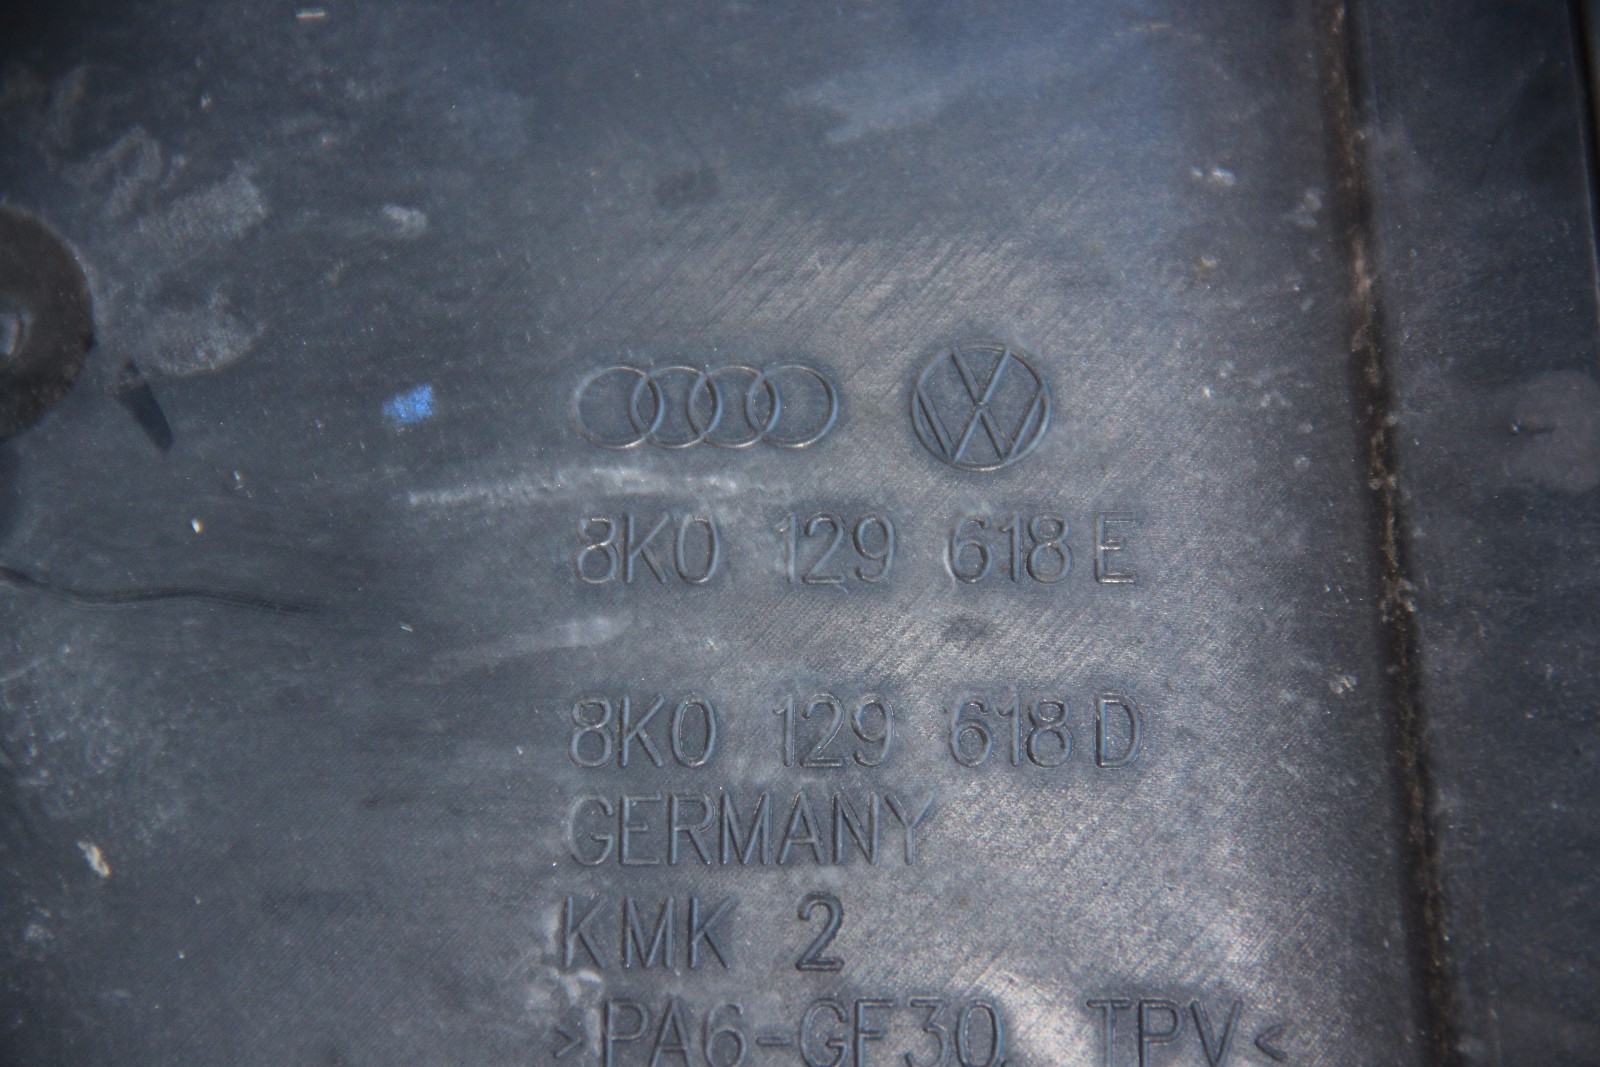 8K0 129 618 E
8K0 129 618 D
GERMANY
KMK 2
>PA6-GF30 TPV<